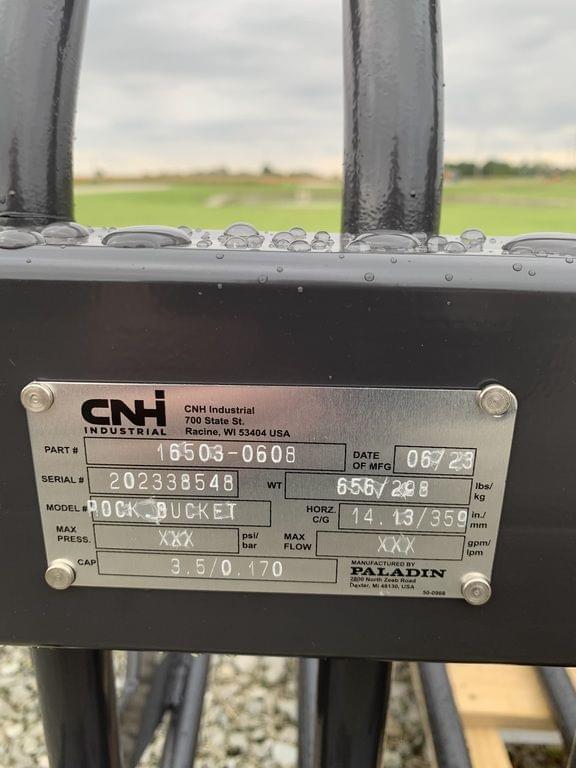 CNH
INDUSTRIAL
CNH Industrial
700 State St.
Racine, WI 53404 USA
PART # 16503-0608 DATE OF MFG 06/23
SERIAL # 202338548 WT 656/298 lbs/ kg
MODEL # ROCK BUCKET HORZ. C/G 14.13/359 in./ mm
MAX PRESS. XXX psi/ bar MAX FLOW XXX gpm/ lpm
CAP 3.5/0.170
MANUFACTURED BY
PALADIN
2800 North Zeeb Road
Dexter, MI 48130, USA
50-0968